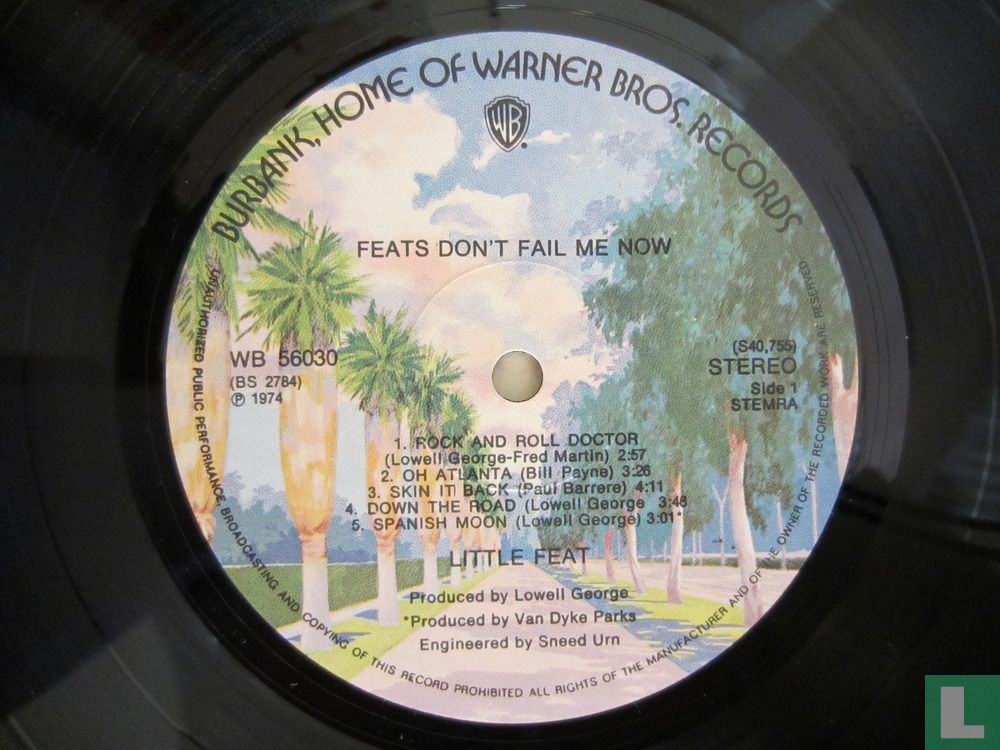 BURBANK, HOME OF WARNER BROS. RECORDS
WB
FEATS DON'T FAIL ME NOW
WB 56030
(BS 2784)
℗ 1974
(S40,755)
STEREO
Side 1
STEMRA
1. ROCK AND ROLL DOCTOR
(Lowell George-Fred Martin) 2:57
2. OH ATLANTA (Bill Payne) 3:26
3. SKIN IT BACK (Paul Barrere) 4:11
4. DOWN THE ROAD (Lowell George 3:46
5. SPANISH MOON (Lowell George) 3:01*
LITTLE FEAT
Produced by Lowell George
*Produced by Van Dyke Parks
Engineered by Sneed Urn
UNAUTHORIZED PUBLIC PERFORMANCE, BROADCASTING AND COPYING OF THIS RECORD PROHIBITED ALL RIGHTS OF THE MANUFACTURER AND OF THE OWNER OF THE RECORDED WORK ARE RESERVED
L